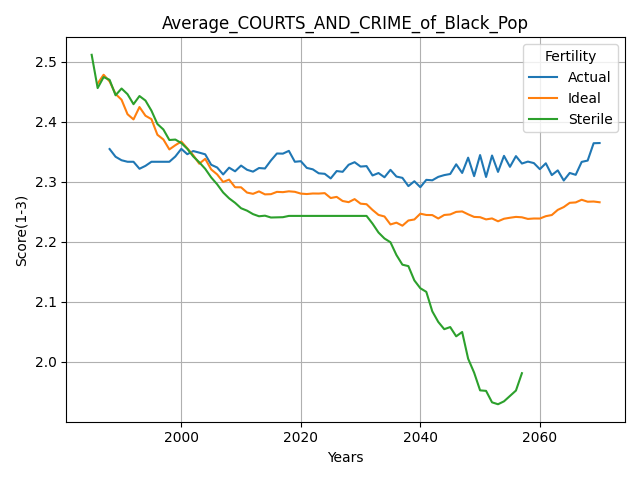 Average_COURTS_AND_CRIME_of_Black_Pop
Fertility
Actual
Ideal
Sterile
Score(1-3)
2.5
2.4
2.3
2.2
2.1
2.0
2000
2020
2040
2060
Years